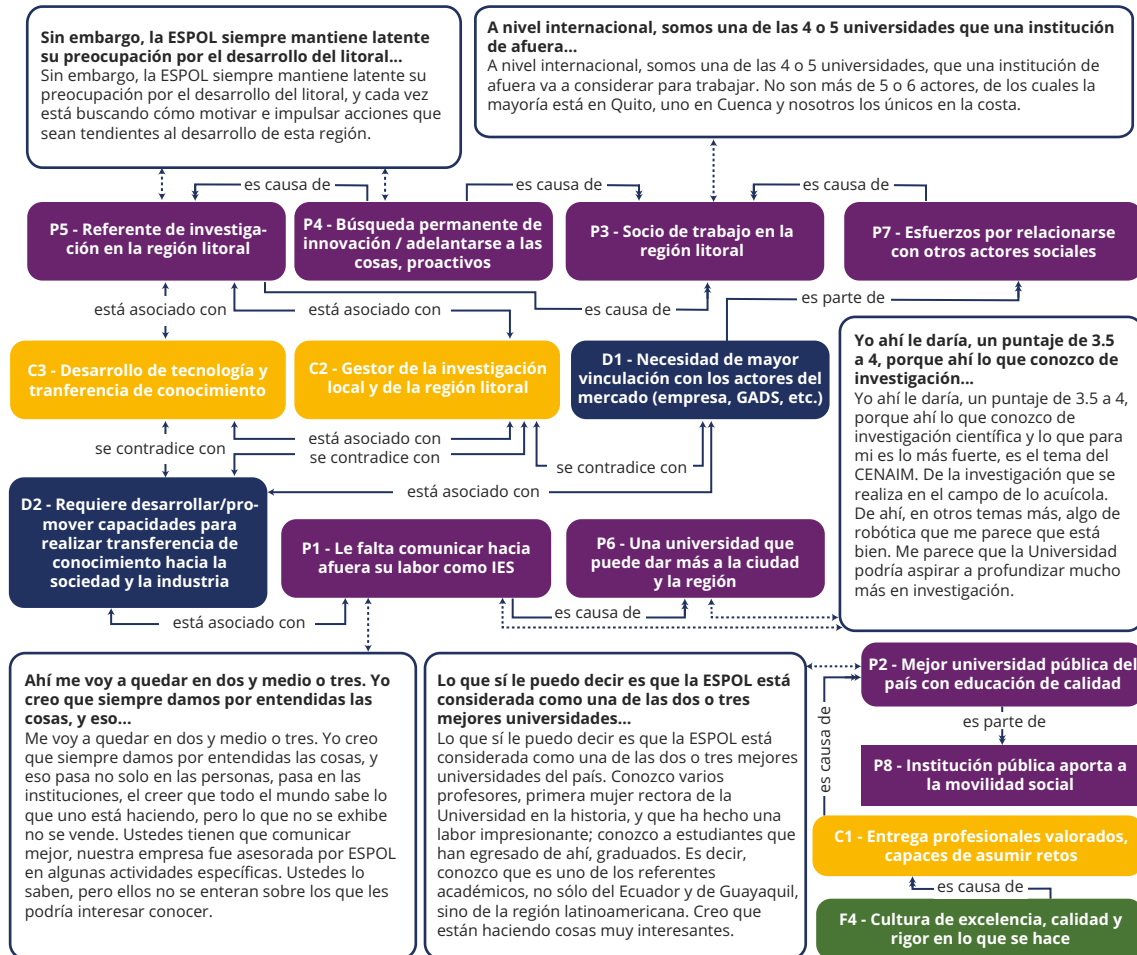 Sin embargo, la ESPOL siempre mantiene latente
su preocupación por el desarrollo del litoral...
Sin embargo, la ESPOL siempre mantiene latente su
preocupación por el desarrollo del litoral, y cada vez
está buscando cómo motivar e impulsar acciones que
sean tendientes al desarrollo de esta región.
A nivel internacional, somos una de las 4 o 5 universidades que una institución
de afuera...
A nivel internacional, somos una de las 4 o 5 universidades, que una institución de
afuera va a considerar para trabajar. No son más de 5 o 6 actores, de los cuales la
mayoría está en Quito, uno en Cuenca y nosotros los únicos en la costa.
es causa de
es causa de
es causa de
P5 - Referente de investiga-
ción en la región litoral
P4 - Búsqueda permanente de
innovación / adelantarse a las
cosas, proactivos
P3 - Socio de trabajo en la
región litoral
P7 - Esfuerzos por relacionarse
con otros actores sociales
está asociado con
está asociado con
es causa de
es parte de
C3 - Desarrollo de tecnología y
tranferencia de conocimiento
C2 - Gestor de la investigación
local y de la región litoral
D1 - Necesidad de mayor
vinculación con los actores del
mercado (empresa, GADS, etc.)
Yo ahí le daría, un puntaje de 3.5
a 4, porque ahí lo que conozco de
investigación...
Yo ahí le daría, un puntaje de 3.5 a 4,
porque ahí lo que conozco de
investigación científica y lo que para
mi es lo más fuerte, es el tema del
CENAIM. De la investigación que se
realiza en el campo de lo acuícola.
De ahí, en otros temas más, algo de
robótica que me parece que está
bien. Me parece que la Universidad
podría aspirar a profundizar mucho
más en investigación.
se contradice con
está asociado con
se contradice con
se contradice con
está asociado con
D2 - Requiere desarrollar/pro-
mover capacidades para
realizar transferencia de
conocimiento hacia la
sociedad y la industria
P1 - Le falta comunicar hacia
afuera su labor como IES
P6 - Una universidad que
puede dar más a la ciudad
y la región
está asociado con
es causa de
Ahí me voy a quedar en dos y medio o tres. Yo
creo que siempre damos por entendidas las
cosas, y eso...
Me voy a quedar en dos y medio o tres. Yo creo
que siempre damos por entendidas las cosas, y
eso pasa no solo en las personas, pasa en las
instituciones, el creer que todo el mundo sabe lo
que uno está haciendo, pero lo que no se exhibe
no se vende. Ustedes tienen que comunicar
mejor, nuestra empresa fue asesorada por ESPOL
en algunas actividades específicas. Ustedes lo
saben, pero ellos no se enteran sobre los que les
podría interesar conocer.
Lo que sí le puedo decir es que la ESPOL está
considerada como una de las dos o tres
mejores universidades...
Lo que sí le puedo decir es que la ESPOL está
considerada como una de las dos o tres mejores
universidades del país. Conozco varios
profesores, primera mujer rectora de la
Universidad en la historia, y que ha hecho una
labor impresionante; conozco a estudiantes que
han egresado de ahí, graduados. Es decir,
conozco que es uno de los referentes
académicos, no sólo del Ecuador y de Guayaquil,
sino de la región latinoamericana. Creo que
están haciendo cosas muy interesantes.
P2 - Mejor universidad pública del
país con educación de calidad
es parte de
es causa de
P8 - Institución pública aporta a
la movilidad social
C1 - Entrega profesionales valorados,
capaces de asumir retos
es causa de
F4 - Cultura de excelencia, calidad y
rigor en lo que se hace